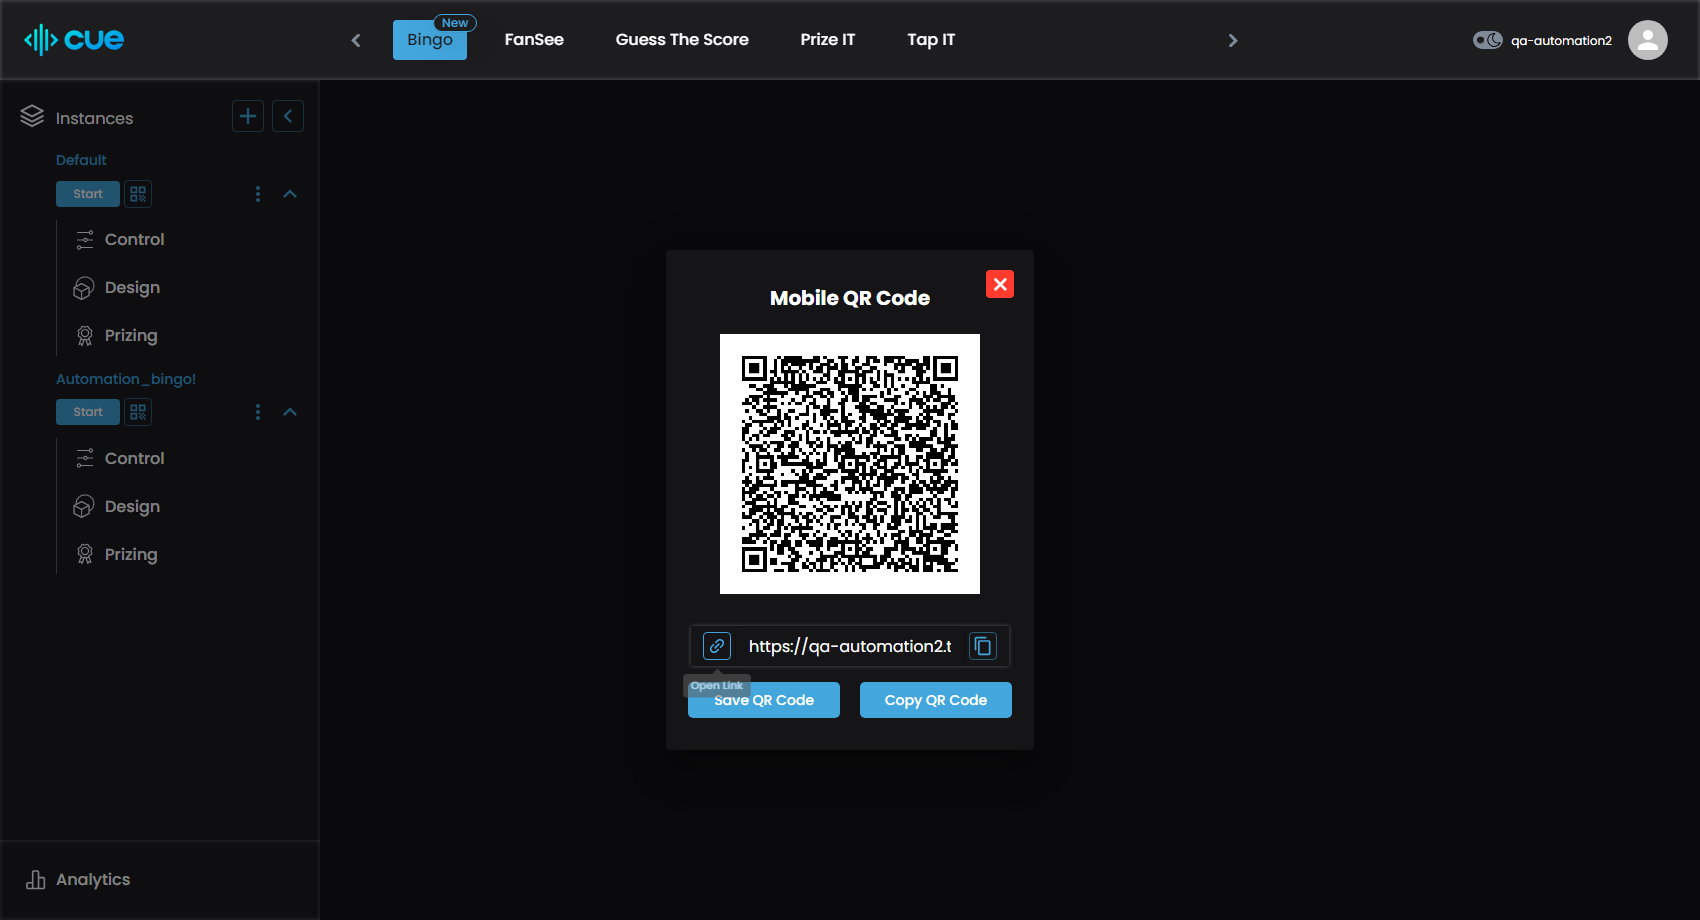 cue
Bingo
New
FanSee
Guess The Score
Prize IT
Tap IT
qa-automation2
Instances
Default
Start
Control
Design
Prizing
Automation_bingo!
Start
Control
Design
Prizing
Analytics
Mobile QR Code
https://qa-automation2.t
Open Link
Save QR Code
Copy QR Code